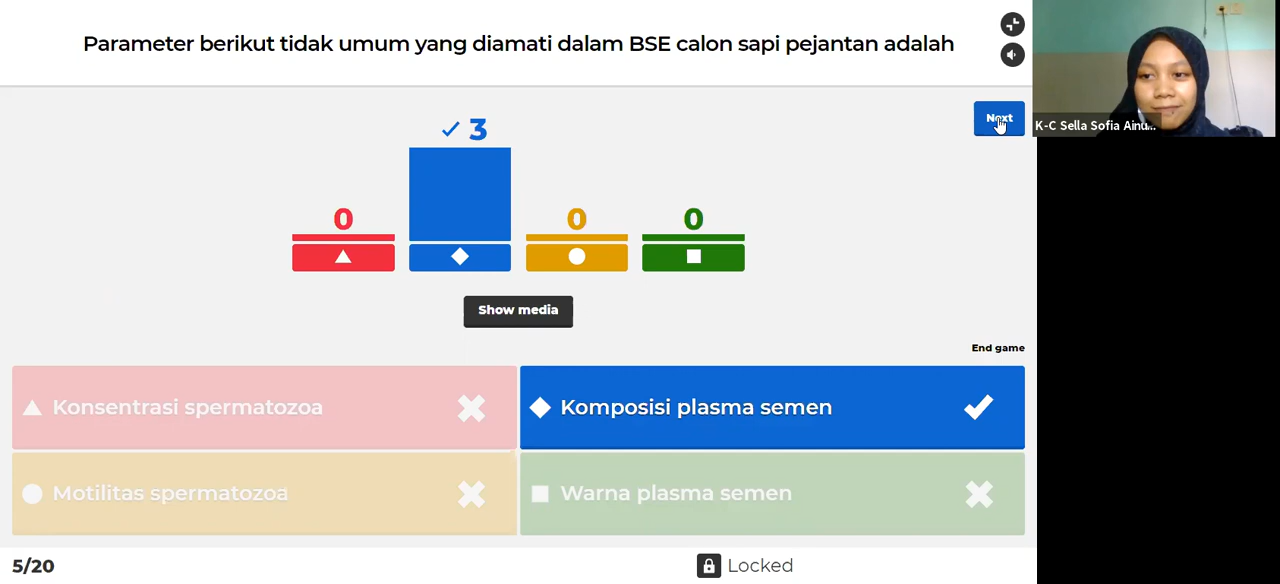 Parameter berikut tidak umum yang diamati dalam BSE calon sapi pejantan adalah
Next
K-C Sella Sofia Ainu...
3
0
0
0
Show media
End game
Konsentrasi spermatozoa
Komposisi plasma semen
Motilitas spermatozoa
Warna plasma semen
5/20
Locked